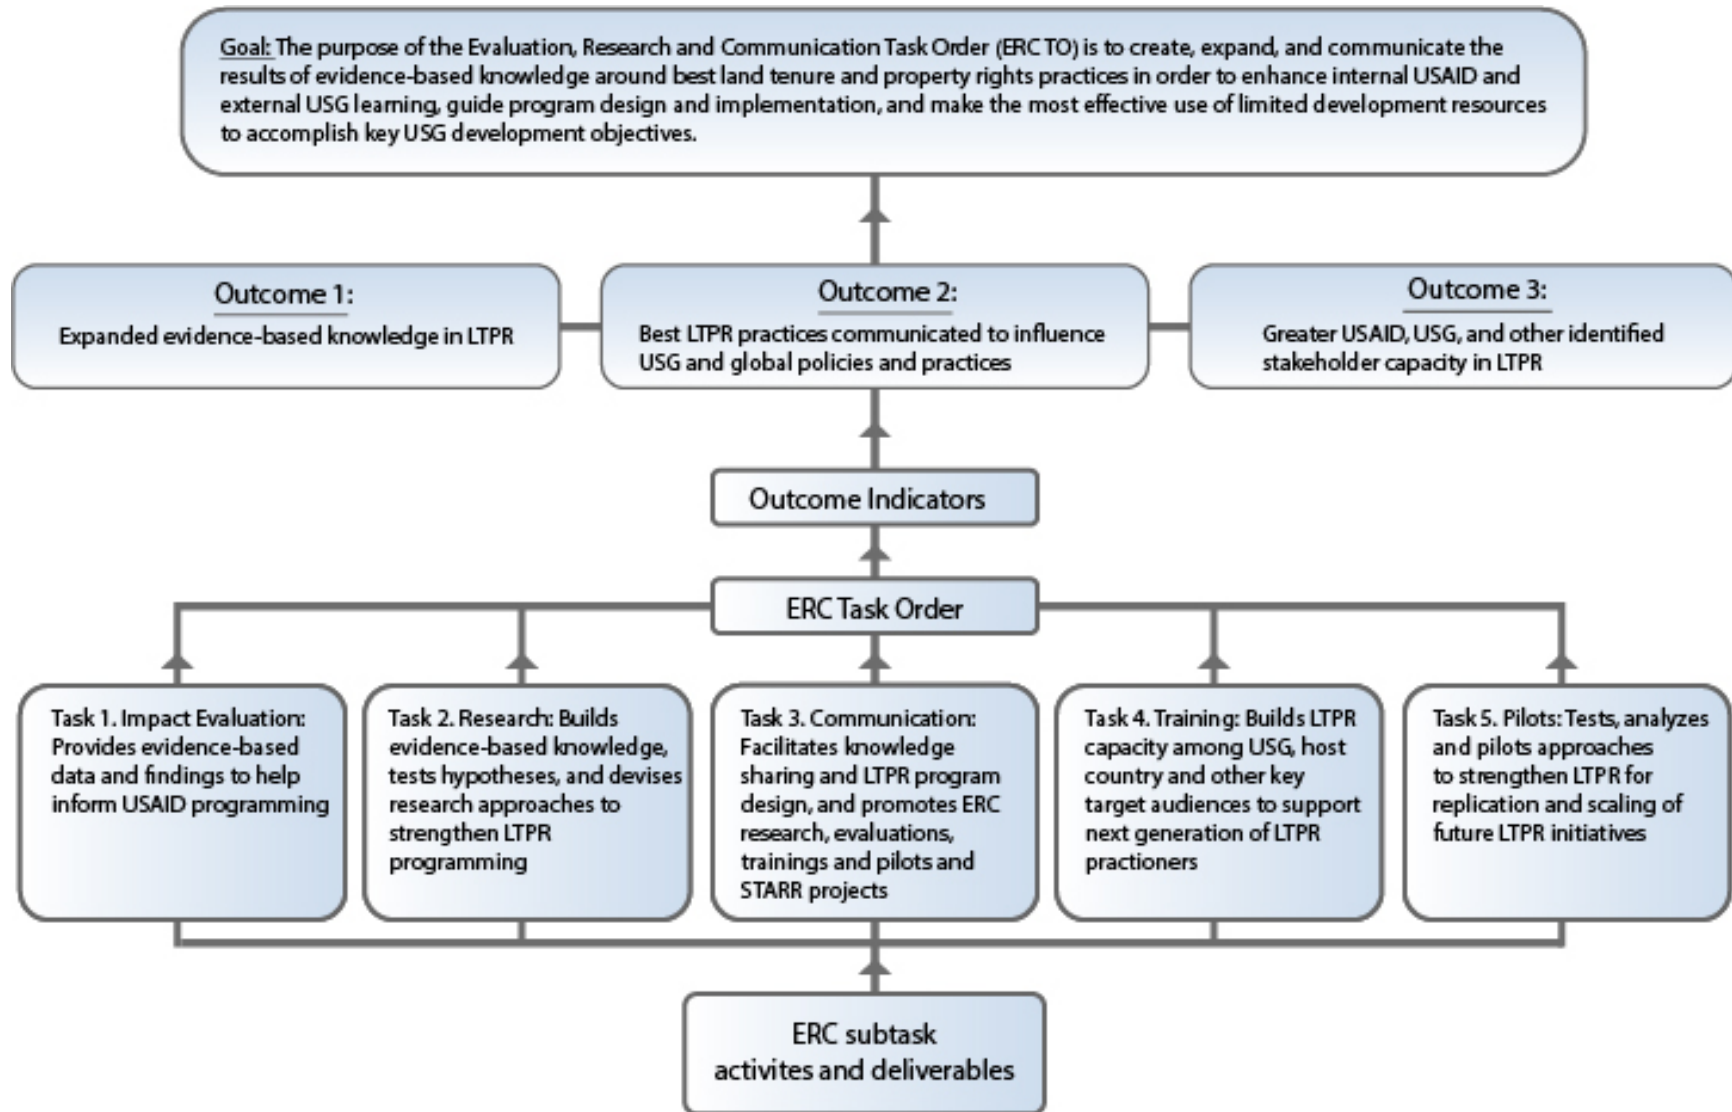 Goal: The purpose of the Evaluation, Research and Communication Task Order (ERC TO) is to create, expand, and communicate the
results of evidence-based knowledge around best land tenure and property rights practices in order to enhance internal USAID and
external USG learning, guide program design and implementation, and make the most effective use of limited development resources
to accomplish key USG development objectives.
Outcome 1:
Expanded evidence-based knowledge in LTPR
Outcome 2:
Best LTPR practices communicated to influence
USG and global policies and practices
Outcome 3:
Greater USAID, USG, and other identified
stakeholder capacity in LTPR
Outcome Indicators
ERC Task Order
Task 1. Impact Evaluation:
Provides evidence-based
data and findings to help
inform USAID programming
Task 2. Research: Builds
evidence-based knowledge,
tests hypotheses, and devises
research approaches to
strengthen LTPR
programming
Task 3. Communication:
Facilitates knowledge
sharing and LTPR program
design, and promotes ERC
research, evaluations,
trainings and pilots and
STARR projects
Task 4. Training: Builds LTPR
capacity among USG, host
country and other key
target audiences to support
next generation of LTPR
practioners
Task 5. Pilots: Tests, analyzes
and pilots approaches
to strengthen LTPR for
replication and scaling of
future LTPR initiatives
ERC subtask
activites and deliverables